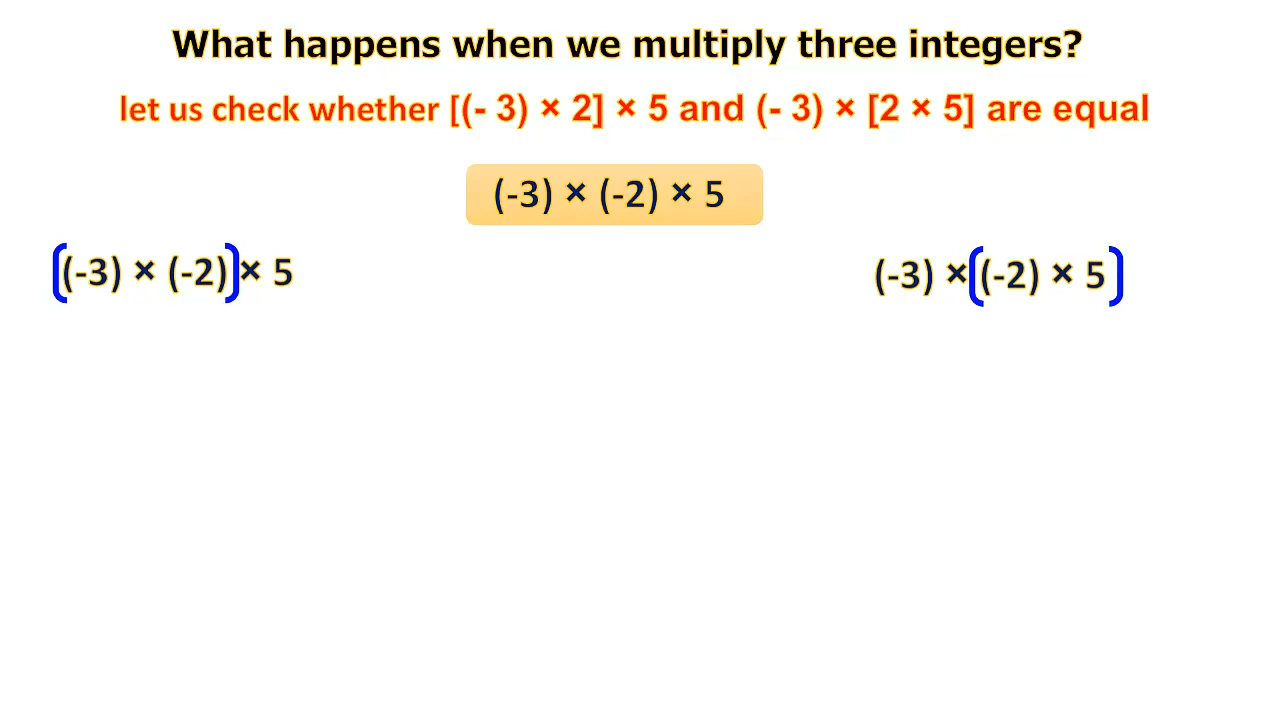 What happens when we multiply three integers?
let us check whether [(- 3) × 2] × 5 and (- 3) × [2 × 5] are equal
(-3) × (-2) × 5
[(-3) × (-2)] × 5
(-3) × [(-2) × 5]